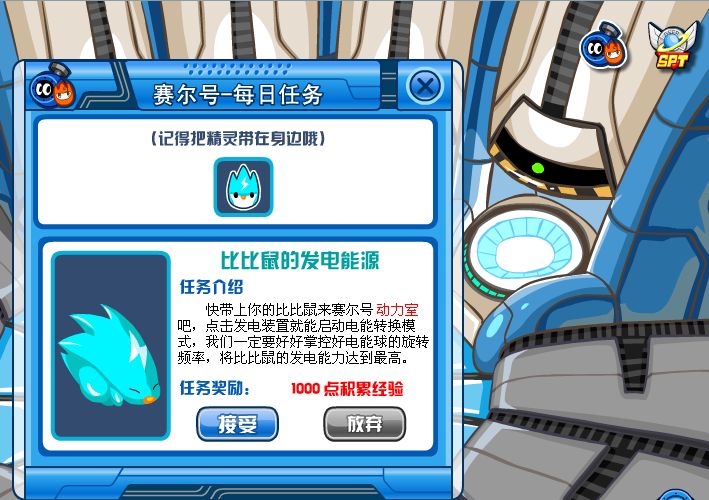 SPT
赛尔号-每日任务
(记得把精灵带在身边哦)
比比鼠的发电能源
任务介绍
快带上你的比比鼠来赛尔号 动力室
吧，点击发电装置就能启动电能转换模
式，我们一定要好好掌控好电能球的旋转
频率，将比比鼠的发电能力达到最高。
任务奖励： 1000 点积累经验
接受 放弃